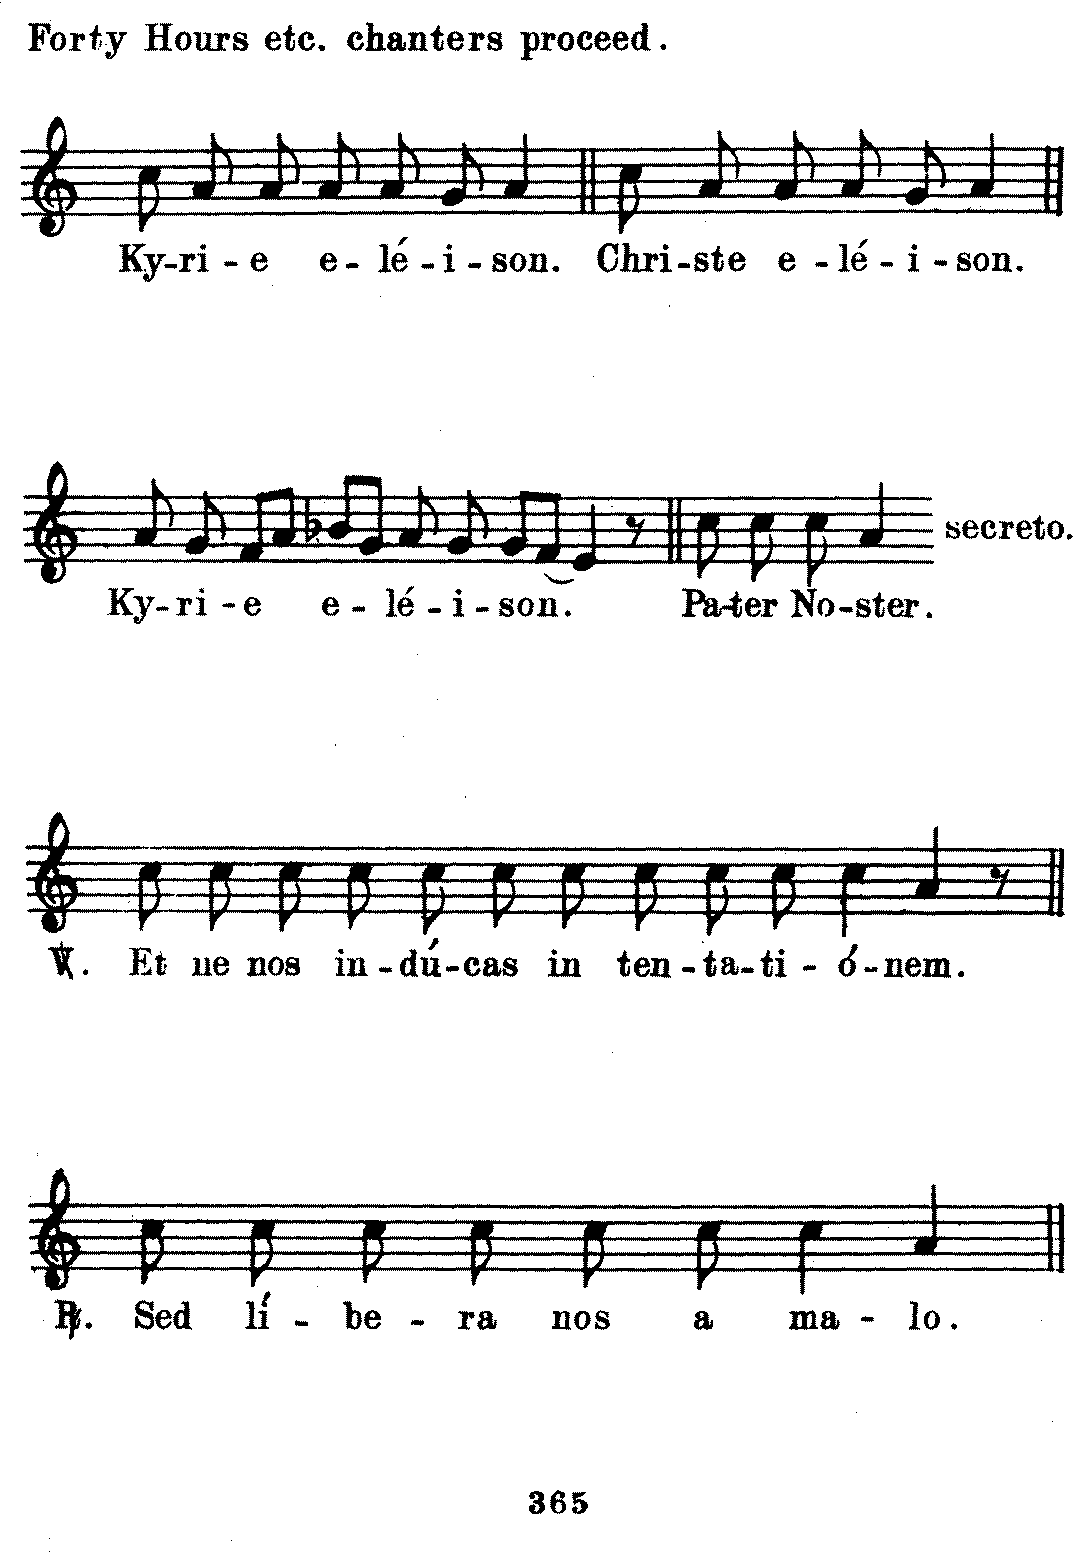 Forty Hours etc. chanters proceed.
Ky-ri - e e - lé - i - son. Chri-ste e - lé - i - son.
Ky-ri - e e - lé - i - son. Pa-ter No-ster. secreto.
℣. Et ne nos in-dú-cas in ten-ta-ti - ó-nem.
℟. Sed lí - be - ra nos a ma - lo.
365